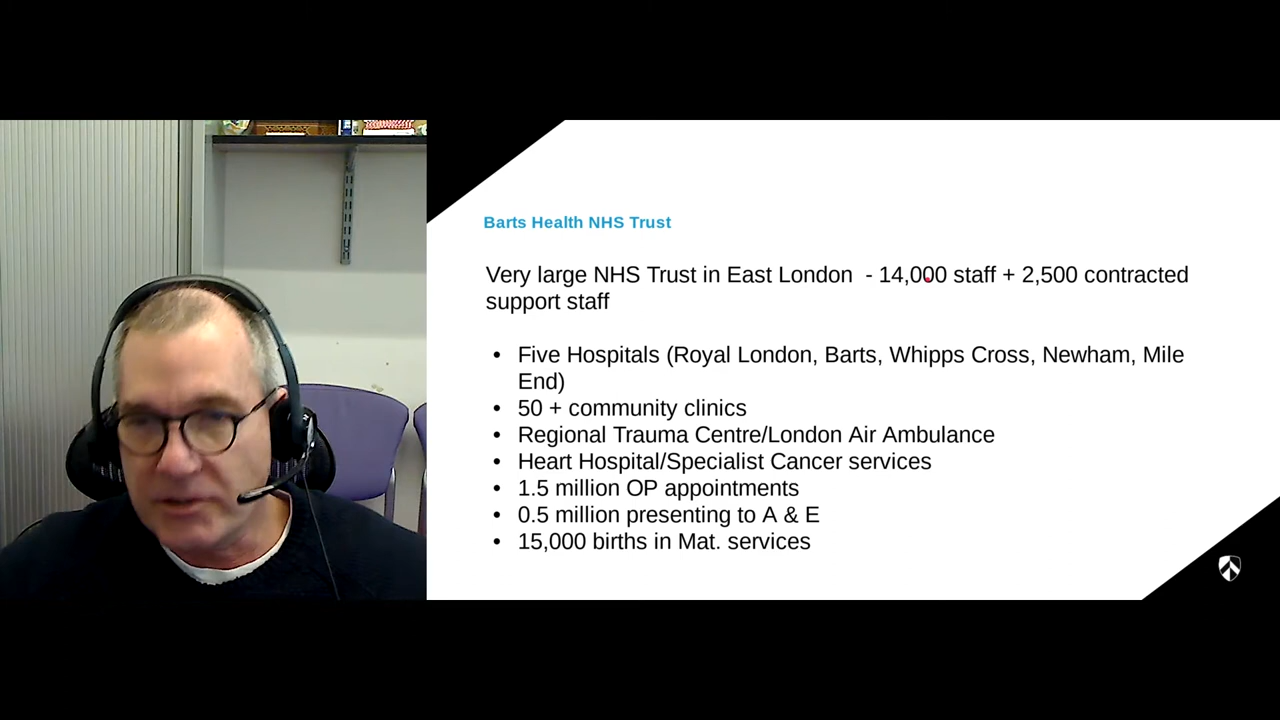 Barts Health NHS Trust
Very large NHS Trust in East London - 14,000 staff + 2,500 contracted
support staff
• Five Hospitals (Royal London, Barts, Whipps Cross, Newham, Mile
End)
• 50 + community clinics
• Regional Trauma Centre/London Air Ambulance
• Heart Hospital/Specialist Cancer services
• 1.5 million OP appointments
• 0.5 million presenting to A & E
• 15,000 births in Mat. services